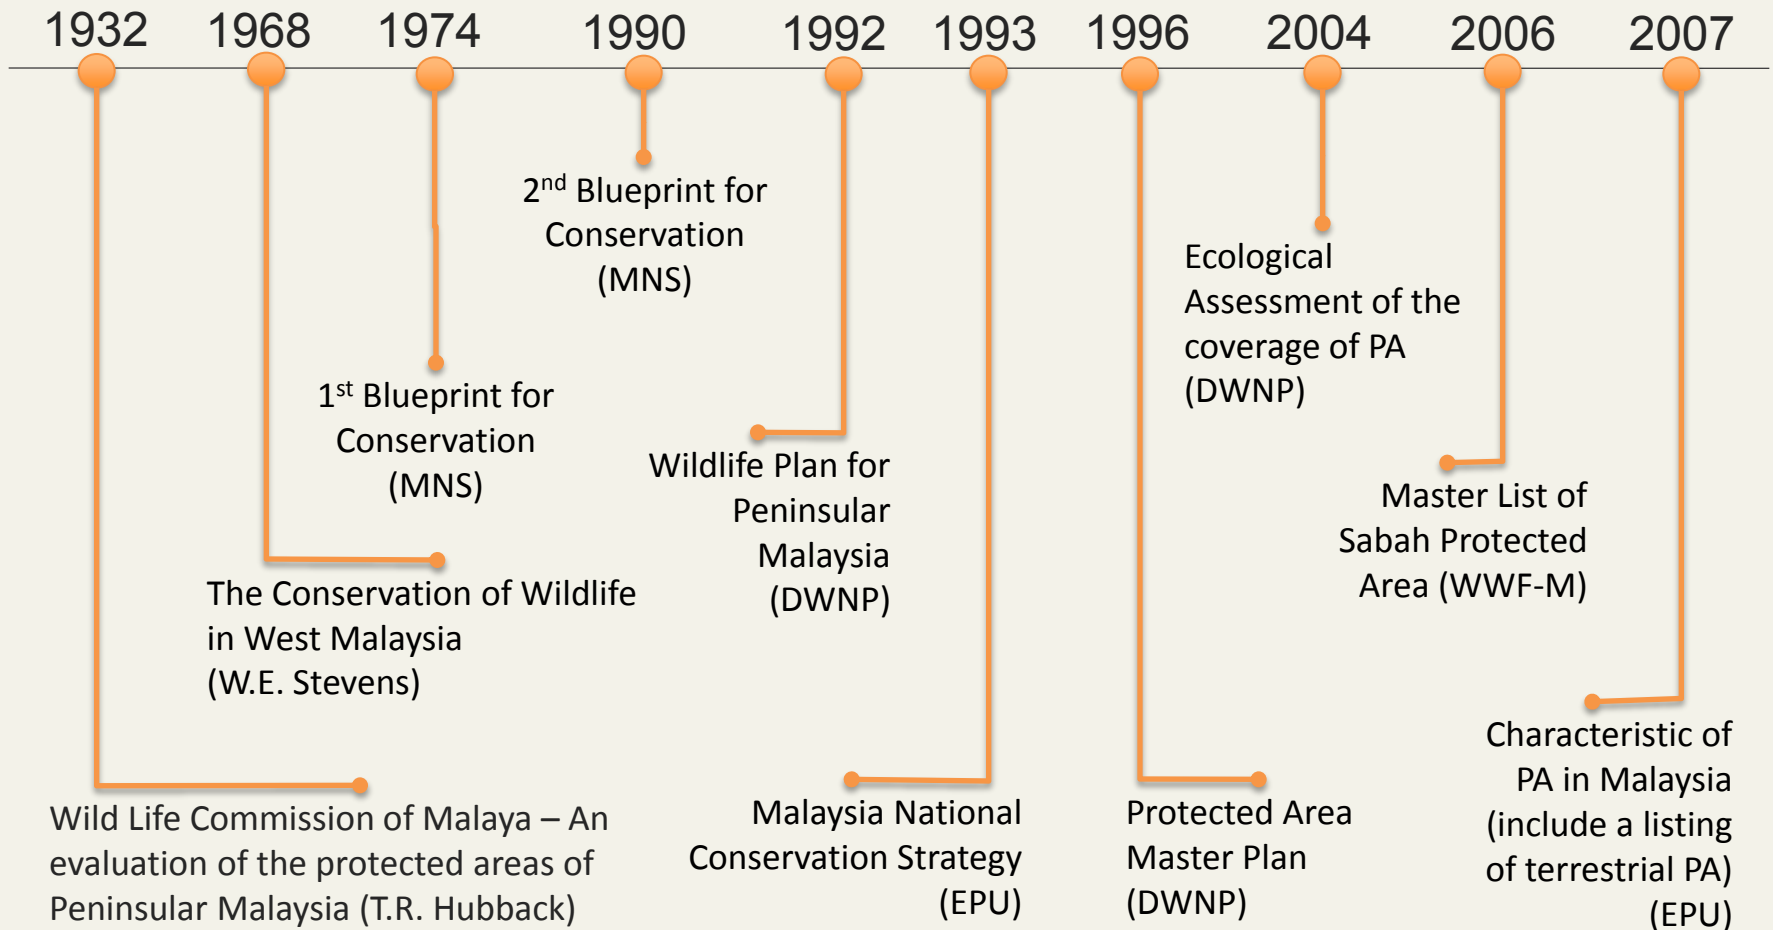 1932 1968 1974 1990 1992 1993 1996 2004 2006 2007
Wild Life Commission of Malaya – An
evaluation of the protected areas of
Peninsular Malaysia (T.R. Hubback)
The Conservation of Wildlife
in West Malaysia
(W.E. Stevens)
1st Blueprint for
Conservation
(MNS)
2nd Blueprint for
Conservation
(MNS)
Wildlife Plan for
Peninsular
Malaysia
(DWNP)
Malaysia National
Conservation Strategy
(EPU)
Protected Area
Master Plan
(DWNP)
Ecological
Assessment of the
coverage of PA
(DWNP)
Master List of
Sabah Protected
Area (WWF-M)
Characteristic of
PA in Malaysia
(include a listing
of terrestrial PA)
(EPU)